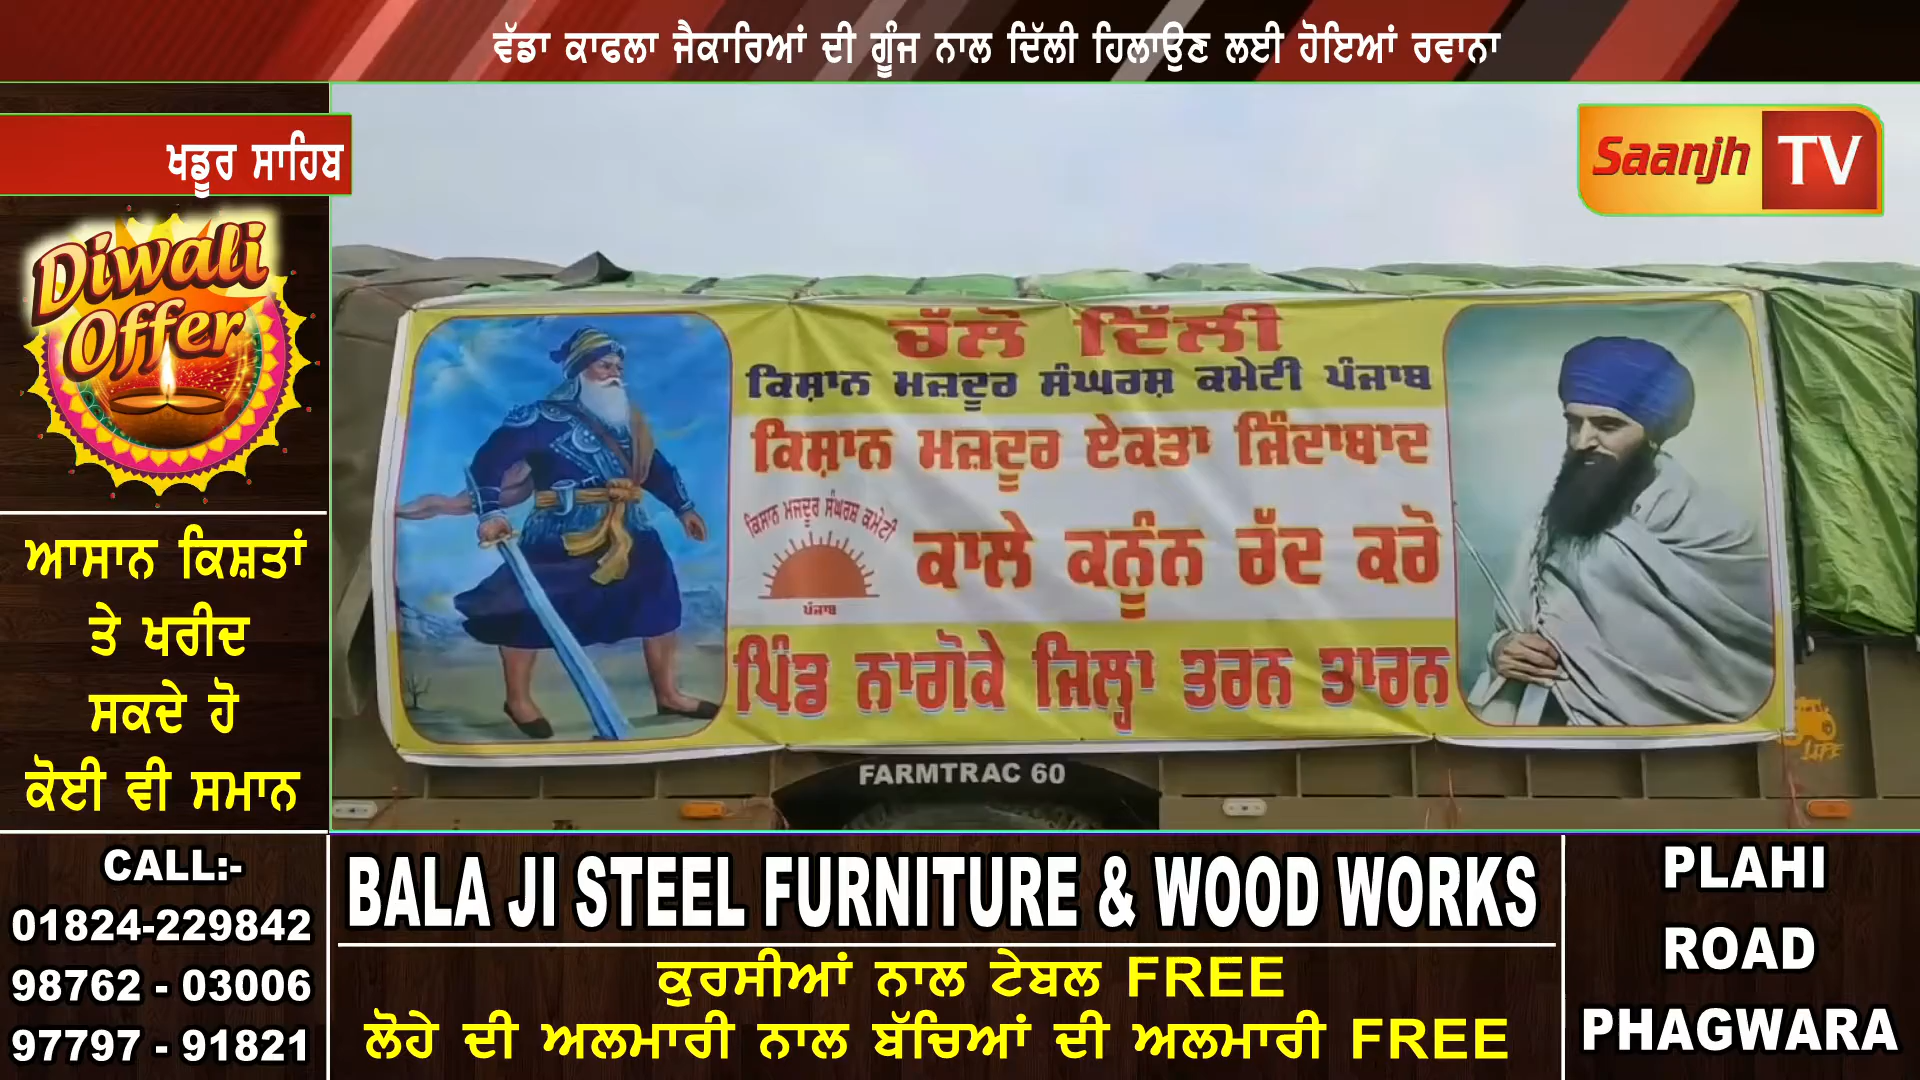 ਵੱਡਾ ਕਾਫਲਾ ਜੈਕਾਰਿਆਂ ਦੀ ਗੂੰਜ ਨਾਲ ਦਿੱਲੀ ਹਿਲਾਉਣ ਲਈ ਹੋਇਆਂ ਰਵਾਨਾ
ਖਡੂਰ ਸਾਹਿਬ
Saanjh TV
Diwali
Offer
ਆਸਾਨ ਕਿਸ਼ਤਾਂ
ਤੇ ਖਰੀਦ
ਸਕਦੇ ਹੋ
ਕੋਈ ਵੀ ਸਮਾਨ
ਚੱਲੋ ਦਿੱਲੀ
ਕਿਸ਼ਾਨ ਮਜ਼ਦੂਰ ਸੰਘਰਸ਼ ਕਮੇਟੀ ਪੰਜਾਬ
ਕਿਸ਼ਾਨ ਮਜ਼ਦੂਰ ਏਕਤਾ ਜਿੰਦਾਬਾਦ
ਕਿਸਾਨ ਮਜਦੂਰ ਸੰਘਰਸ਼ ਕਮੇਟੀ
ਪੰਜਾਬ
ਕਾਲੇ ਕਨੂੰਨ ਰੱਦ ਕਰੋ
ਪਿੰਡ ਨਾਗੋਕੇ ਜਿਲ੍ਹਾ ਤਰਨ ਤਾਰਨ
FARMTRAC 60
LIFE
CALL:-
01824-229842
98762 - 03006
97797 - 91821
BALA JI STEEL FURNITURE & WOOD WORKS
ਕੁਰਸੀਆਂ ਨਾਲ ਟੇਬਲ FREE
ਲੋਹੇ ਦੀ ਅਲਮਾਰੀ ਨਾਲ ਬੱਚਿਆਂ ਦੀ ਅਲਮਾਰੀ FREE
PLAHI
ROAD
PHAGWARA